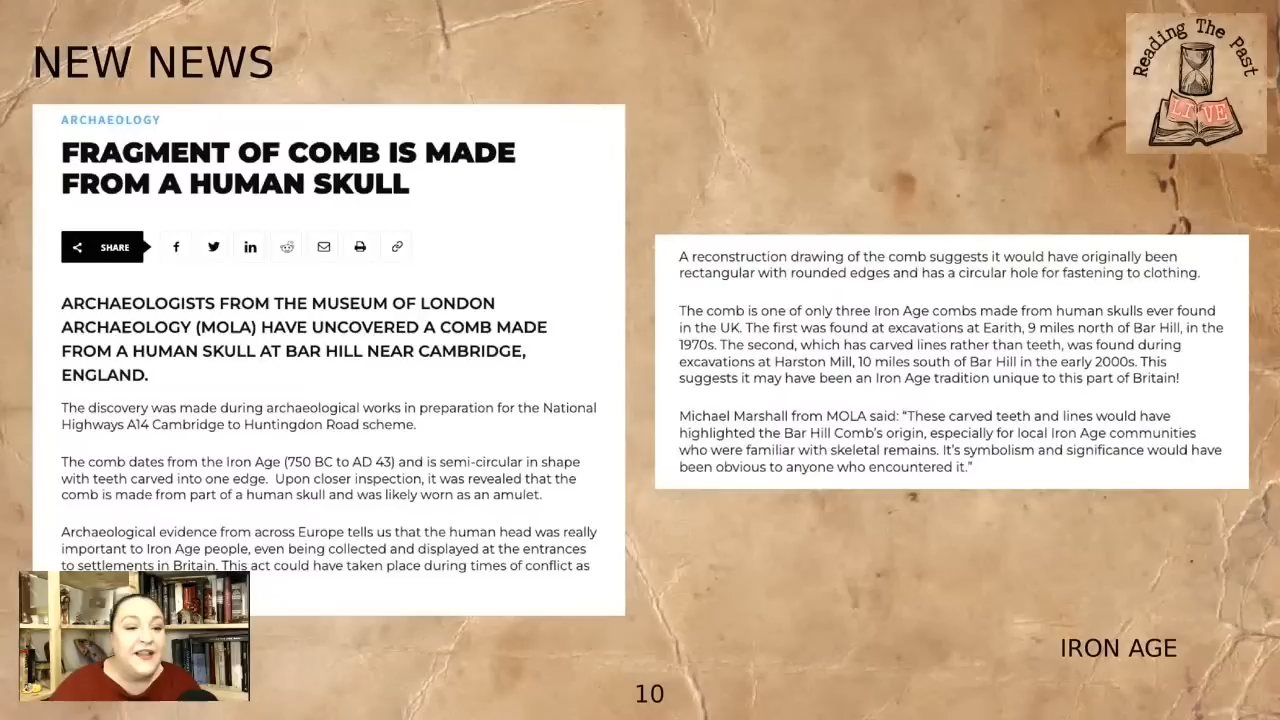 NEW NEWS
Reading The Past
LIVE
ARCHAEOLOGY
FRAGMENT OF COMB IS MADE
FROM A HUMAN SKULL
SHARE
ARCHAEOLOGISTS FROM THE MUSEUM OF LONDON
ARCHAEOLOGY (MOLA) HAVE UNCOVERED A COMB MADE
FROM A HUMAN SKULL AT BAR HILL NEAR CAMBRIDGE,
ENGLAND.
The discovery was made during archaeological works in preparation for the National
Highways A14 Cambridge to Huntingdon Road scheme.
The comb dates from the Iron Age (750 BC to AD 43) and is semi-circular in shape
with teeth carved into one edge. Upon closer inspection, it was revealed that the
comb is made from part of a human skull and was likely worn as an amulet.
Archaeological evidence from across Europe tells us that the human head was really
important to Iron Age people, even being collected and displayed at the entrances
to settlements in Britain. This act could have taken place during times of conflict as
A reconstruction drawing of the comb suggests it would have originally been
rectangular with rounded edges and has a circular hole for fastening to clothing.
The comb is one of only three Iron Age combs made from human skulls ever found
in the UK. The first was found at excavations at Earith, 9 miles north of Bar Hill, in the
1970s. The second, which has carved lines rather than teeth, was found during
excavations at Harston Mill, 10 miles south of Bar Hill in the early 2000s. This
suggests it may have been an Iron Age tradition unique to this part of Britain!
Michael Marshall from MOLA said: “These carved teeth and lines would have
highlighted the Bar Hill Comb’s origin, especially for local Iron Age communities
who were familiar with skeletal remains. It’s symbolism and significance would have
been obvious to anyone who encountered it.”
IRON AGE
10